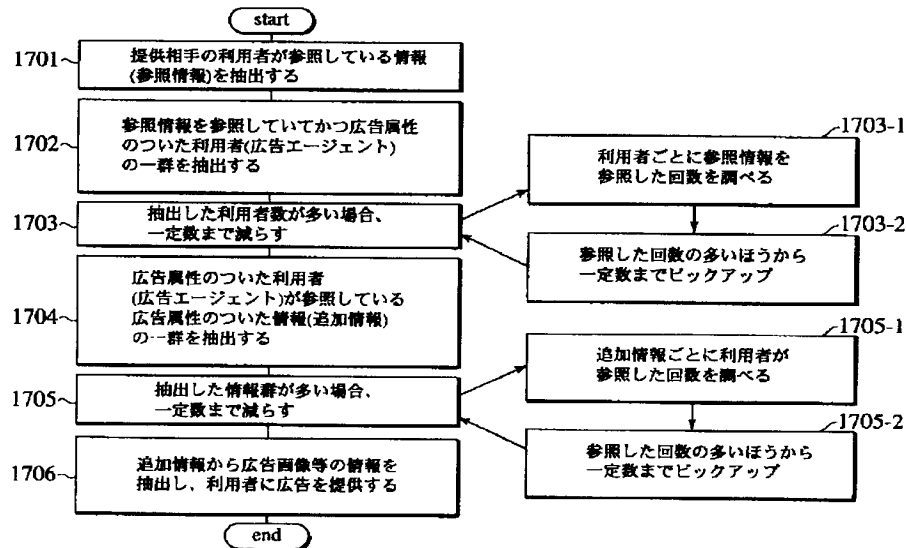 start
1701
提供相手の利用者が参照している情報
(参照情報)を抽出する
1702
参照情報を参照していてかつ広告属性
のついた利用者(広告エージェント)
の一群を抽出する
1703
抽出した利用者数が多い場合、
一定数まで減らす
1703-1
利用者ごとに参照情報を
参照した回数を調べる
1703-2
参照した回数の多いほうから
一定数までピックアップ
1704
広告属性のついた利用者
(広告エージェント)が参照している
広告属性のついた情報(追加情報)
の一群を抽出する
1705
抽出した情報群が多い場合、
一定数まで減らす
1705-1
追加情報ごとに利用者が
参照した回数を調べる
1705-2
参照した回数の多いほうから
一定数までピックアップ
1706
追加情報から広告画像等の情報を
抽出し、利用者に広告を提供する
end